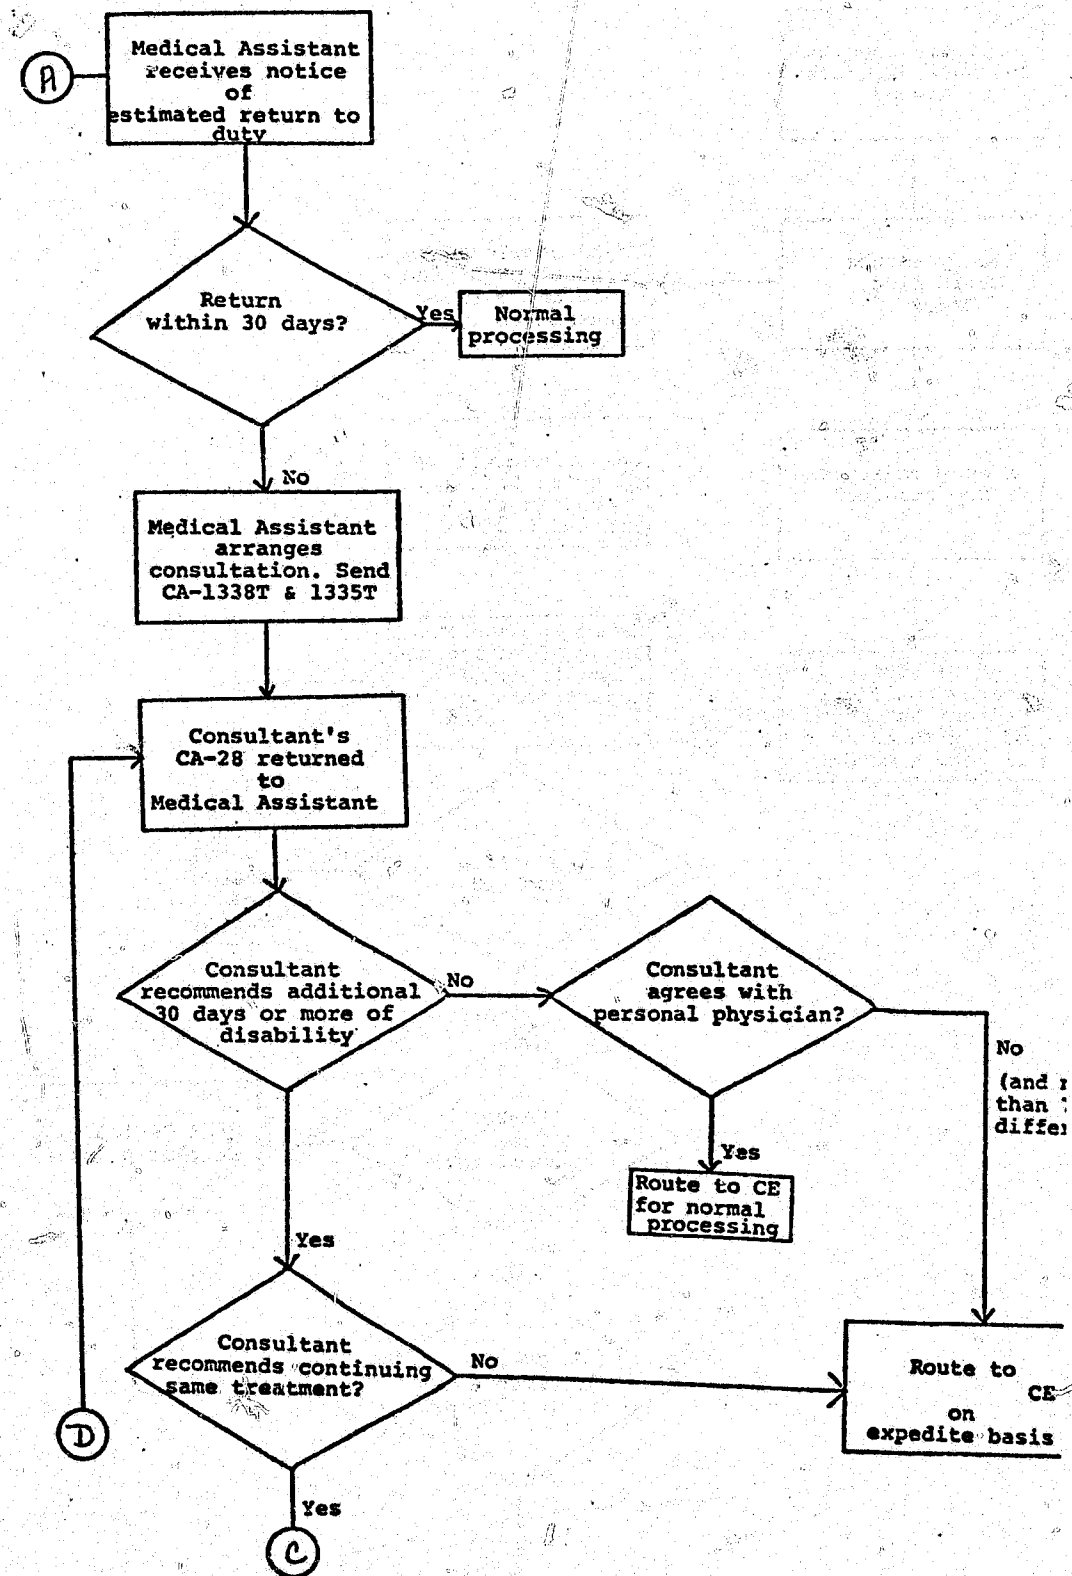 A
Medical Assistant
receives notice
of
estimated return to
duty
Return
within 30 days?
Yes
Normal
processing
No
Medical Assistant
arranges
consultation. Send
CA-1338T & 1335T
Consultant's
CA-28 returned
to
Medical Assistant
Consultant
recommends additional
30 days or more of
disability
No
Consultant
agrees with
personal physician?
No
(and
than
Yes
Route to CE
for normal
processing
Yes
Consultant
recommends continuing
same treatment?
No
Route to
CE
on
expedite basis
D
Yes
C